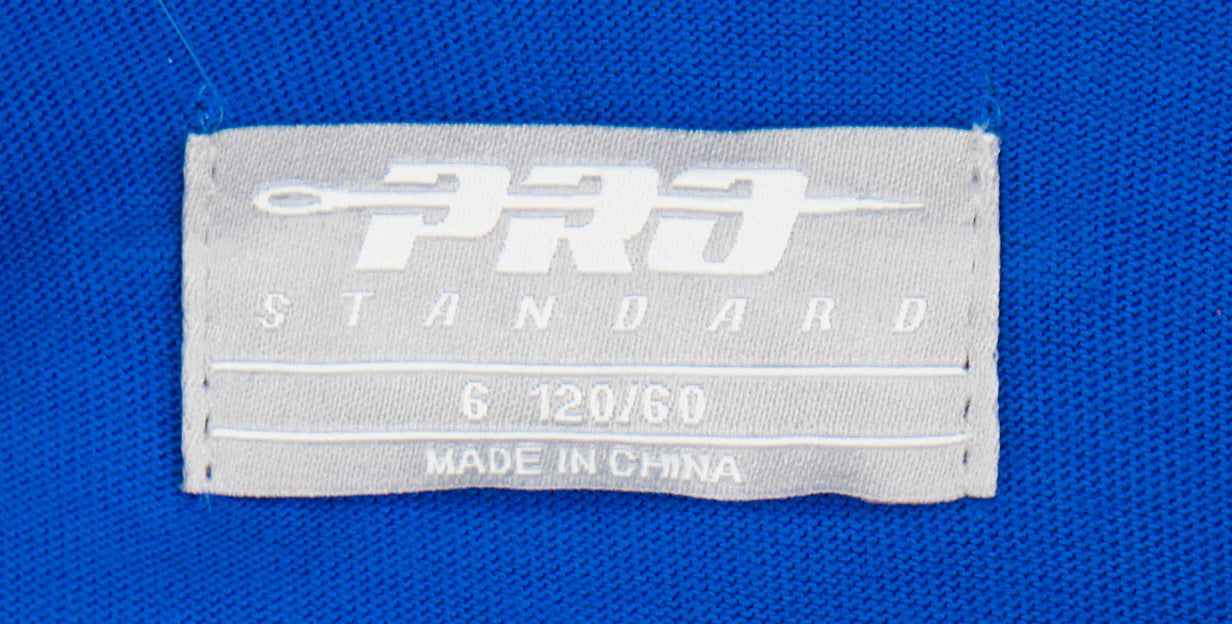 PRO
STANDARD
6 120/60
MADE IN CHINA